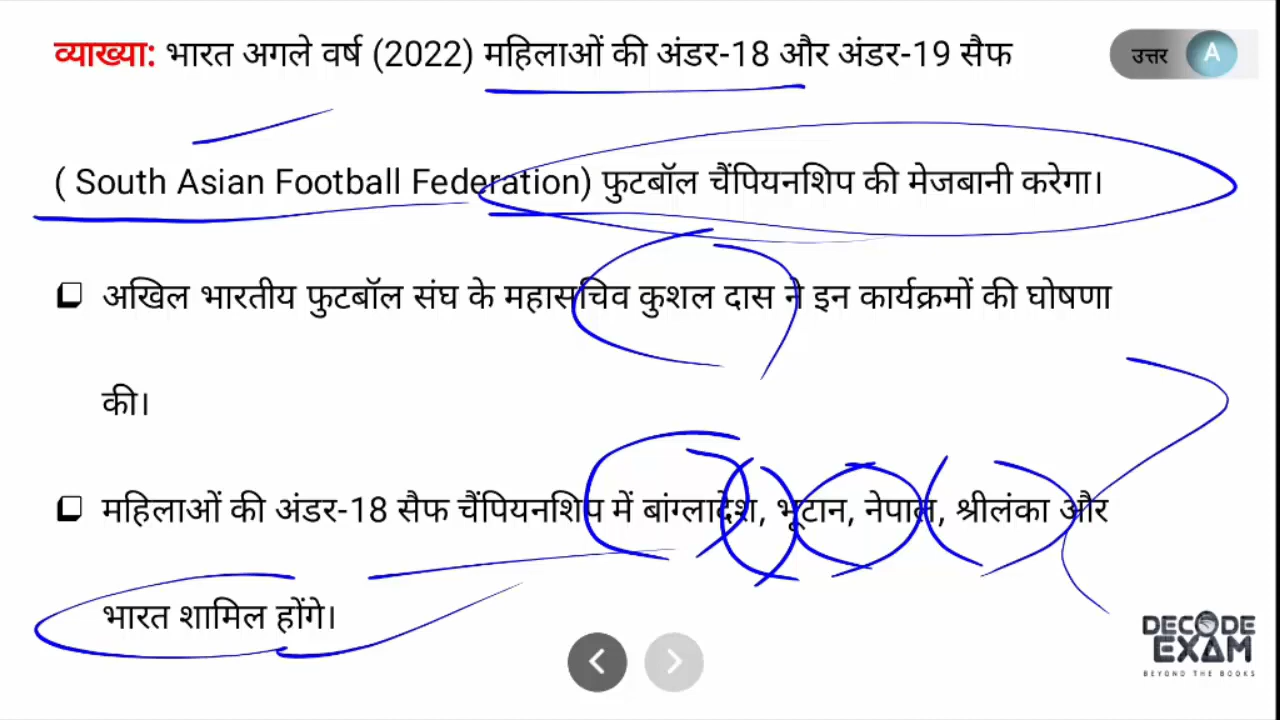 व्याख्या: भारत अगले वर्ष (2022) महिलाओं की अंडर-18 और अंडर-19 सैफ
उत्तर A
( South Asian Football Federation) फुटबॉल चैंपियनशिप की मेजबानी करेगा।
अखिल भारतीय फुटबॉल संघ के महासचिव कुशल दास ने इन कार्यक्रमों की घोषणा
की।
महिलाओं की अंडर-18 सैफ चैंपियनशिप में बांग्लादेश, भूटान, नेपाल, श्रीलंका और
भारत शामिल होंगे।
DECODE
EXAM
BEYOND THE BOOKS